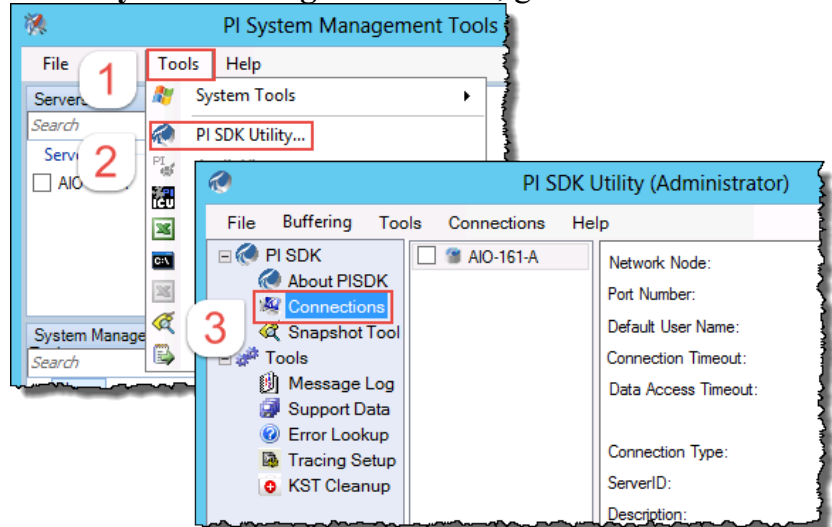 PI System Management Tools
File
Tools
Help
1
Servers
System Tools
Search
2
PI SDK Utility...
AIO
PI SDK Utility (Administrator)
File
Buffering
Tools
Connections
Help
PI SDK
AIO-161-A
Network Node:
About PISDK
Port Number:
3
Connections
Default User Name:
Snapshot Tool
System Manage
Search
Tools
Connection Timeout:
Message Log
Data Access Timeout:
Support Data
Error Lookup
Tracing Setup
Connection Type:
KST Cleanup
ServerID:
Description: